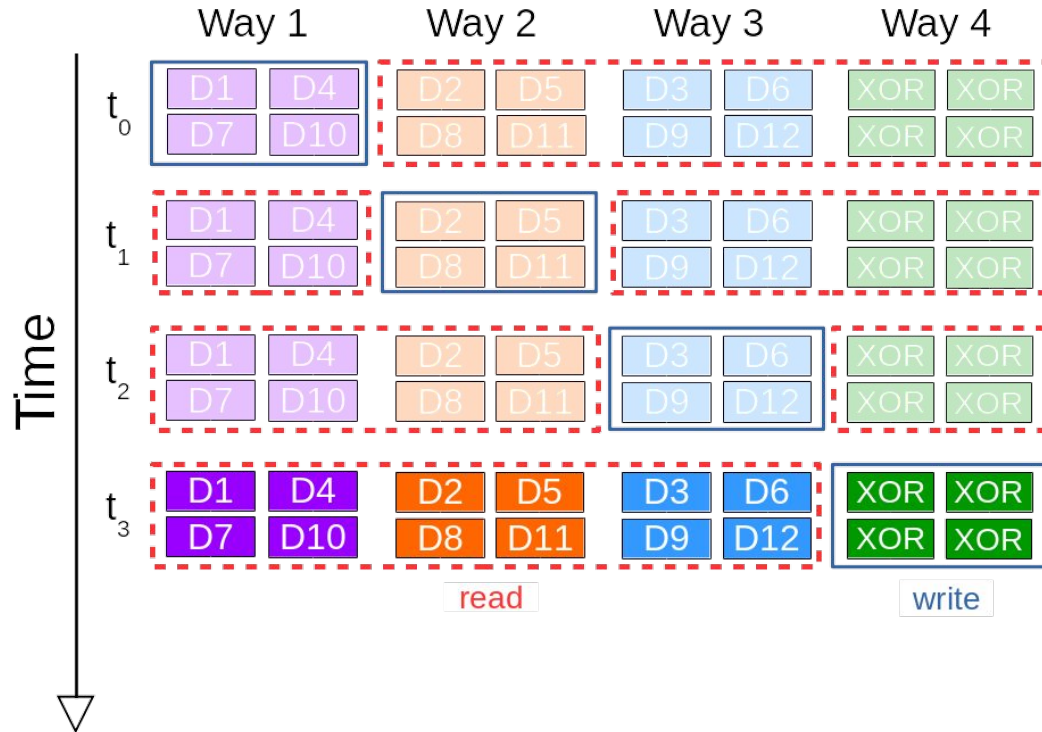 Way 1 Way 2 Way 3 Way 4
t0
D1 D4 D2 D5 D3 D6 XOR XOR
D7 D10 D8 D11 D9 D12 XOR XOR
t1
D1 D4 D2 D5 D3 D6 XOR XOR
D7 D10 D8 D11 D9 D12 XOR XOR
t2
D1 D4 D2 D5 D3 D6 XOR XOR
D7 D10 D8 D11 D9 D12 XOR XOR
t3
D1 D4 D2 D5 D3 D6 XOR XOR
D7 D10 D8 D11 D9 D12 XOR XOR
Time
read write